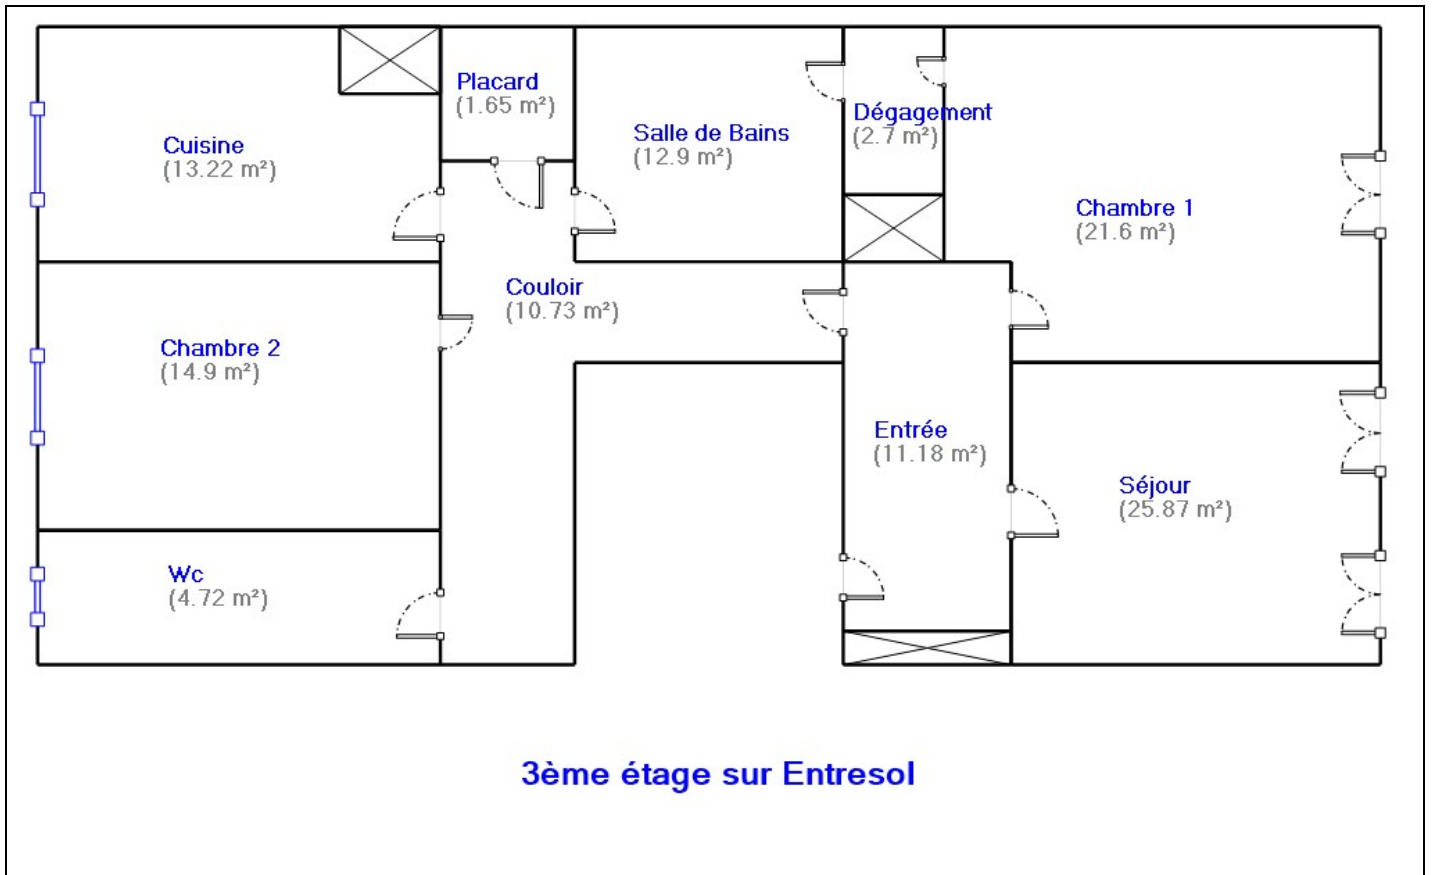 Placard
(1.65 m²)
Cuisine
(13.22 m²)
Salle de Bains
(12.9 m²)
Dégagement
(2.7 m²)
Chambre 1
(21.6 m²)
Couloir
(10.73 m²)
Chambre 2
(14.9 m²)
Entrée
(11.18 m²)
Séjour
(25.87 m²)
Wc
(4.72 m²)
3ème étage sur Entresol